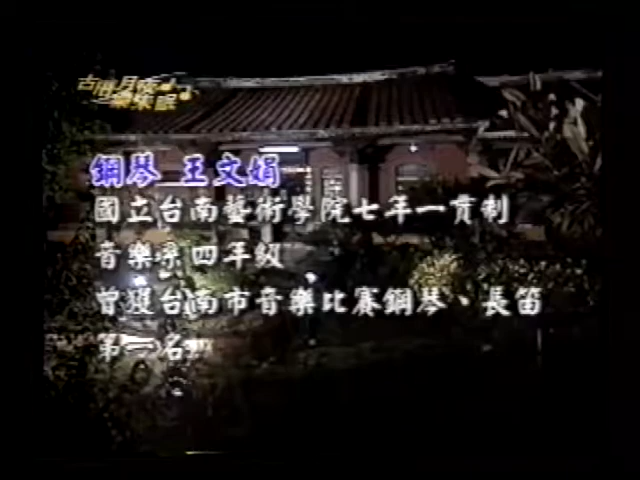 鋼琴 王文娟
國立台南藝術學院七年一貫制
音樂系四年級
曾獲台南市音樂比賽鋼琴、長笛
第一名